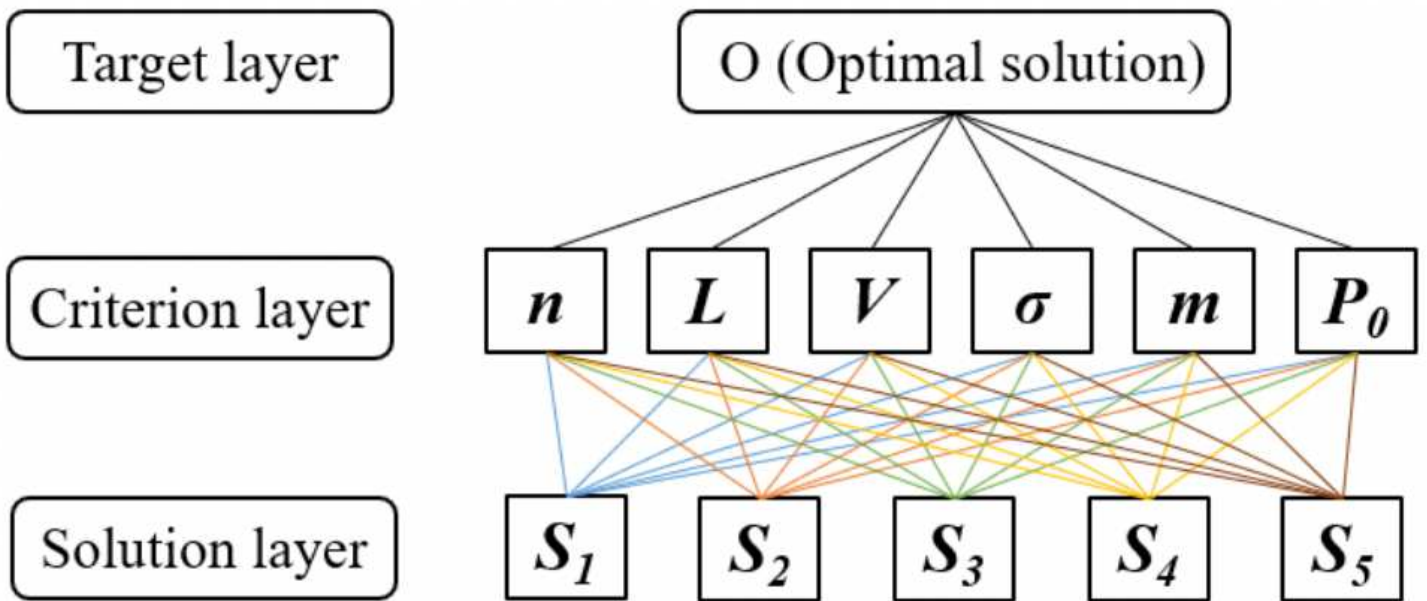 Target layer
O (Optimal solution)
Criterion layer
n
L
V
σ
m
P₀
Solution layer
S₁
S₂
S₃
S₄
S₅